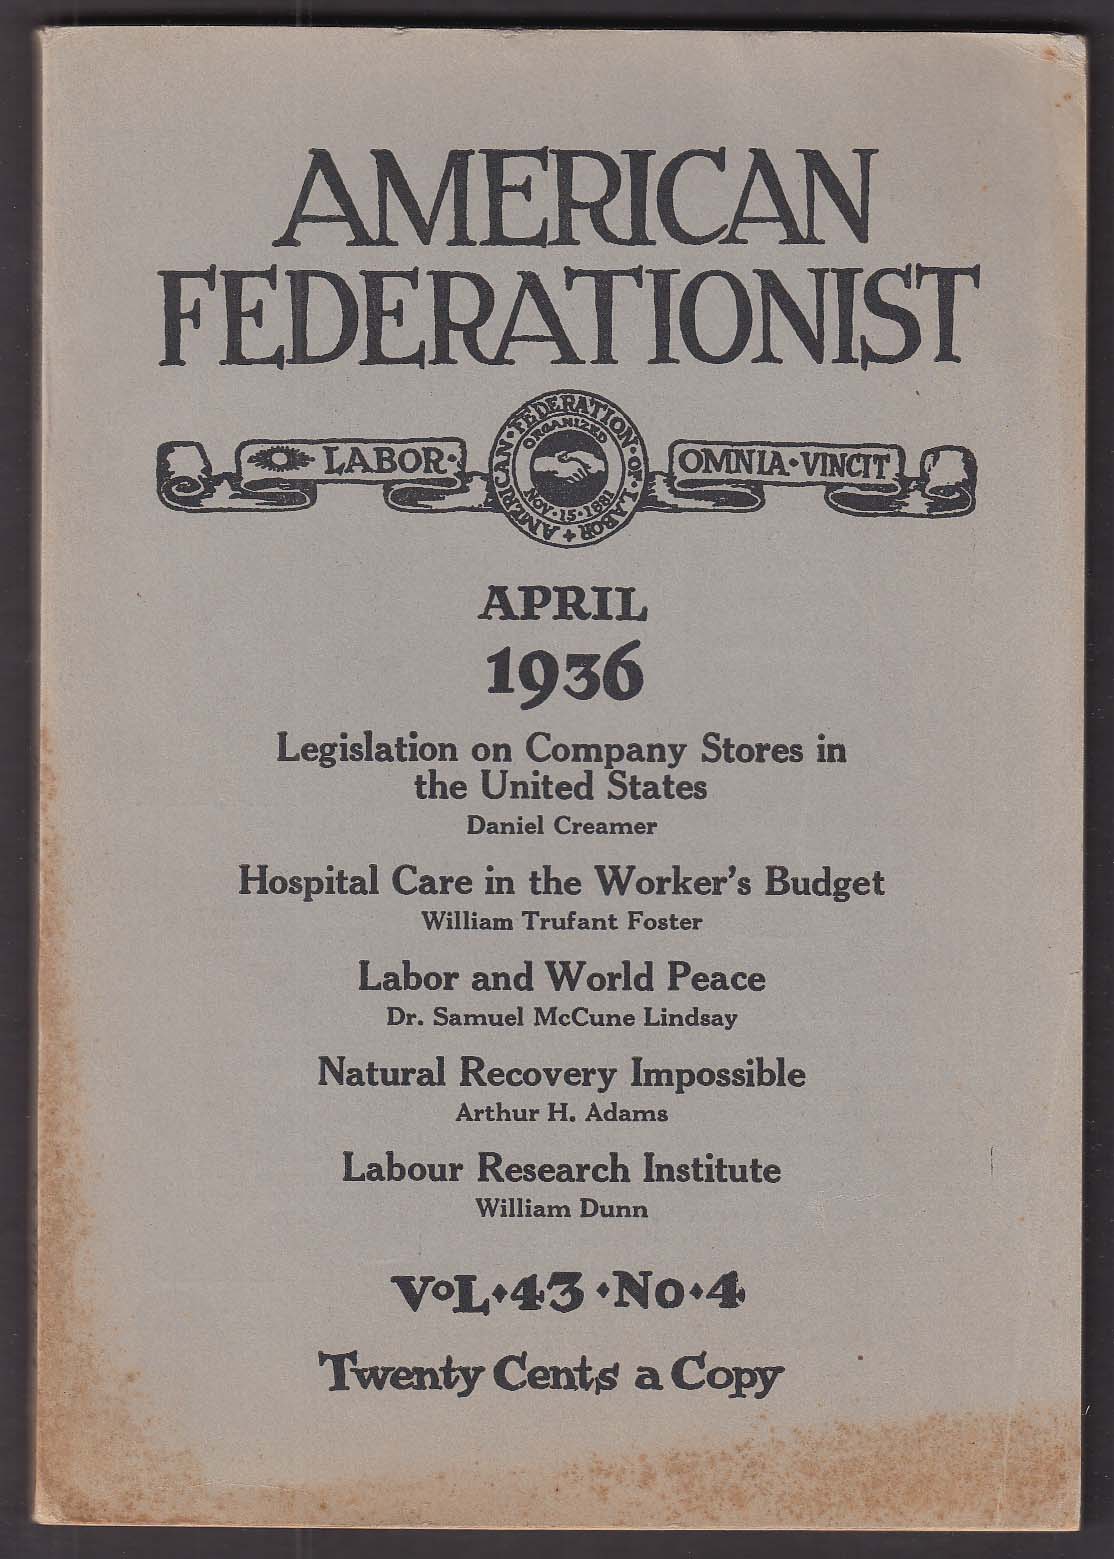 AMERICAN
FEDERATIONIST
LABOR·
AMERICAN·FEDERATION·OF·LABOR+
ORGANIZED
NOV·15·1881
OMNIA·VINCIT
APRIL
1936
Legislation on Company Stores in
the United States
Daniel Creamer
Hospital Care in the Worker's Budget
William Trufant Foster
Labor and World Peace
Dr. Samuel McCune Lindsay
Natural Recovery Impossible
Arthur H. Adams
Labour Research Institute
William Dunn
VoL·43·No·4
Twenty Cents a Copy